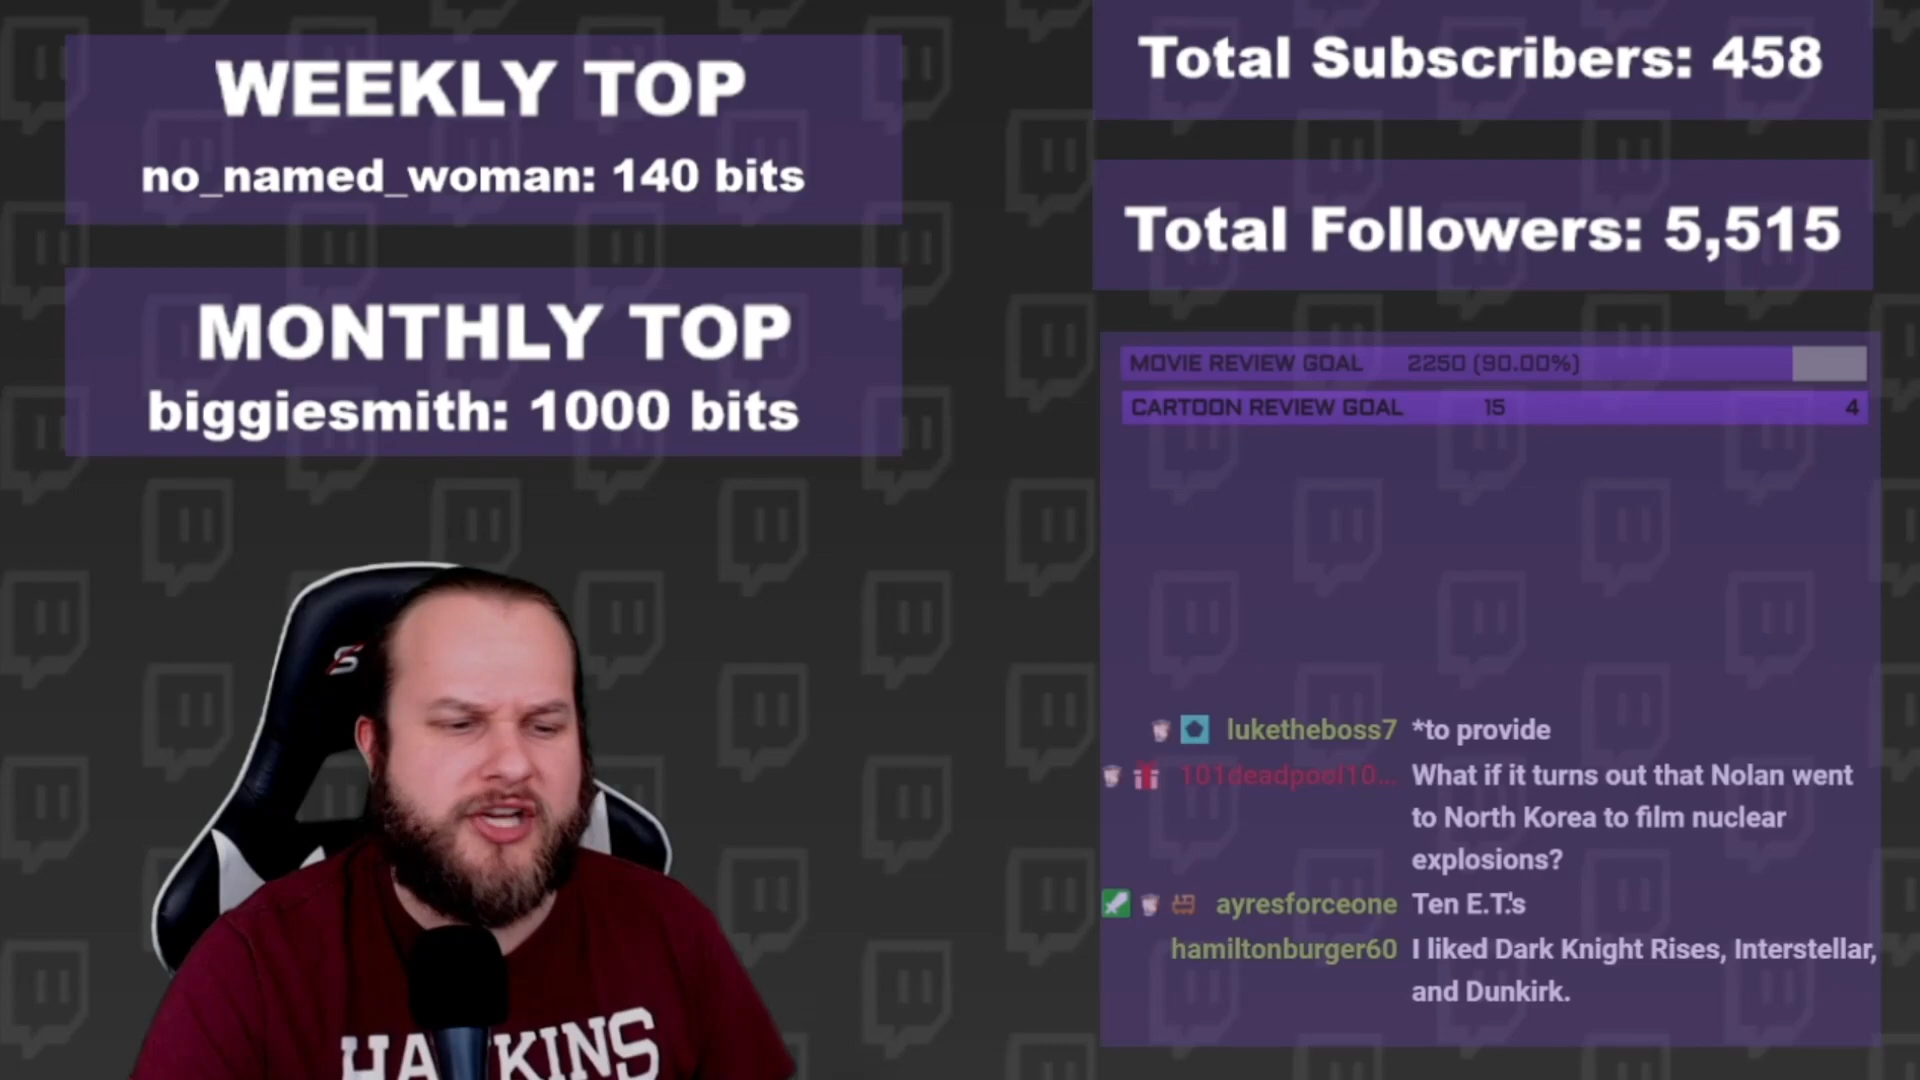 WEEKLY TOP
no_named_woman: 140 bits
MONTHLY TOP
biggiesmith: 1000 bits
Total Subscribers: 458
Total Followers: 5,515
MOVIE REVIEW GOAL 2250 (90.00%)
CARTOON REVIEW GOAL 15 4
luketheboss7 *to provide
101deadpool10... What if it turns out that Nolan went
to North Korea to film nuclear
explosions?
ayresforceone Ten E.T.'s
hamiltonburger60 I liked Dark Knight Rises, Interstellar,
and Dunkirk.